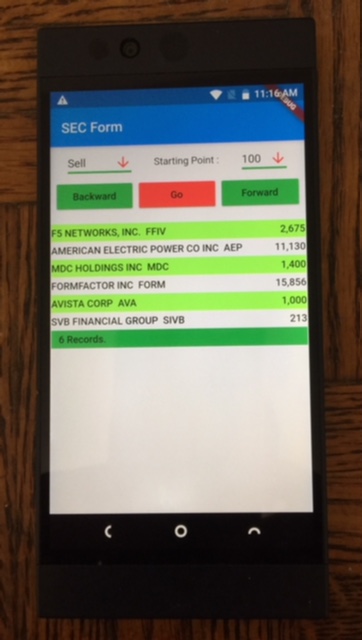 11:16 AM
SEC Form
Sell Starting Point : 100
Backward Go Forward
F5 NETWORKS, INC. FFIV 2,675
AMERICAN ELECTRIC POWER CO INC AEP 11,130
MDC HOLDINGS INC MDC 1,400
FORMFACTOR INC FORM 15,856
AVISTA CORP AVA 1,000
SVB FINANCIAL GROUP SIVB 213
6 Records.